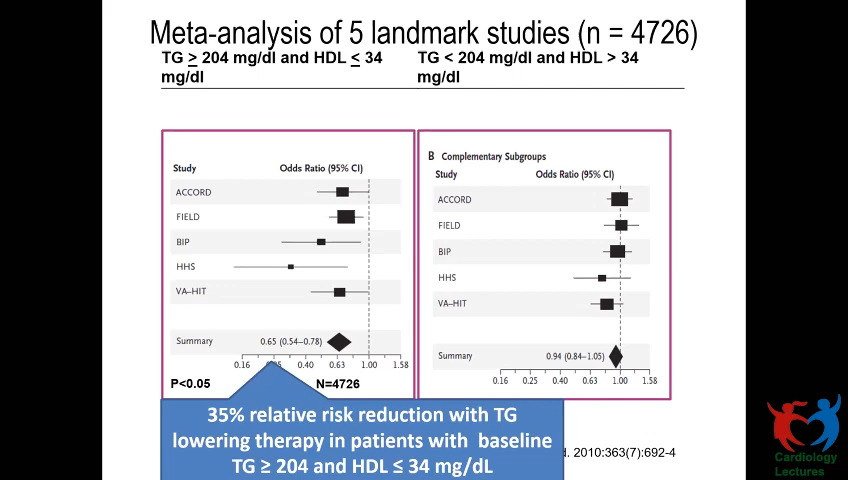 Meta-analysis of 5 landmark studies (n = 4726)
TG ≥ 204 mg/dl and HDL ≤ 34
mg/dl
TG < 204 mg/dl and HDL > 34
mg/dl
Study Odds Ratio (95% CI)
ACCORD
FIELD
BIP
HHS
VA-HIT
Summary 0.65 (0.54–0.78)
0.16 0.40 0.63 1.00 1.58
P<0.05 N=4726
B Complementary Subgroups
Study Odds Ratio (95% CI)
ACCORD
FIELD
BIP
HHS
VA-HIT
Summary 0.94 (0.84–1.05)
0.16 0.25 0.40 0.63 1.00 1.58
35% relative risk reduction with TG
lowering therapy in patients with baseline
TG ≥ 204 and HDL ≤ 34 mg/dL
2010:363(7):692-4
Cardiology
Lectures